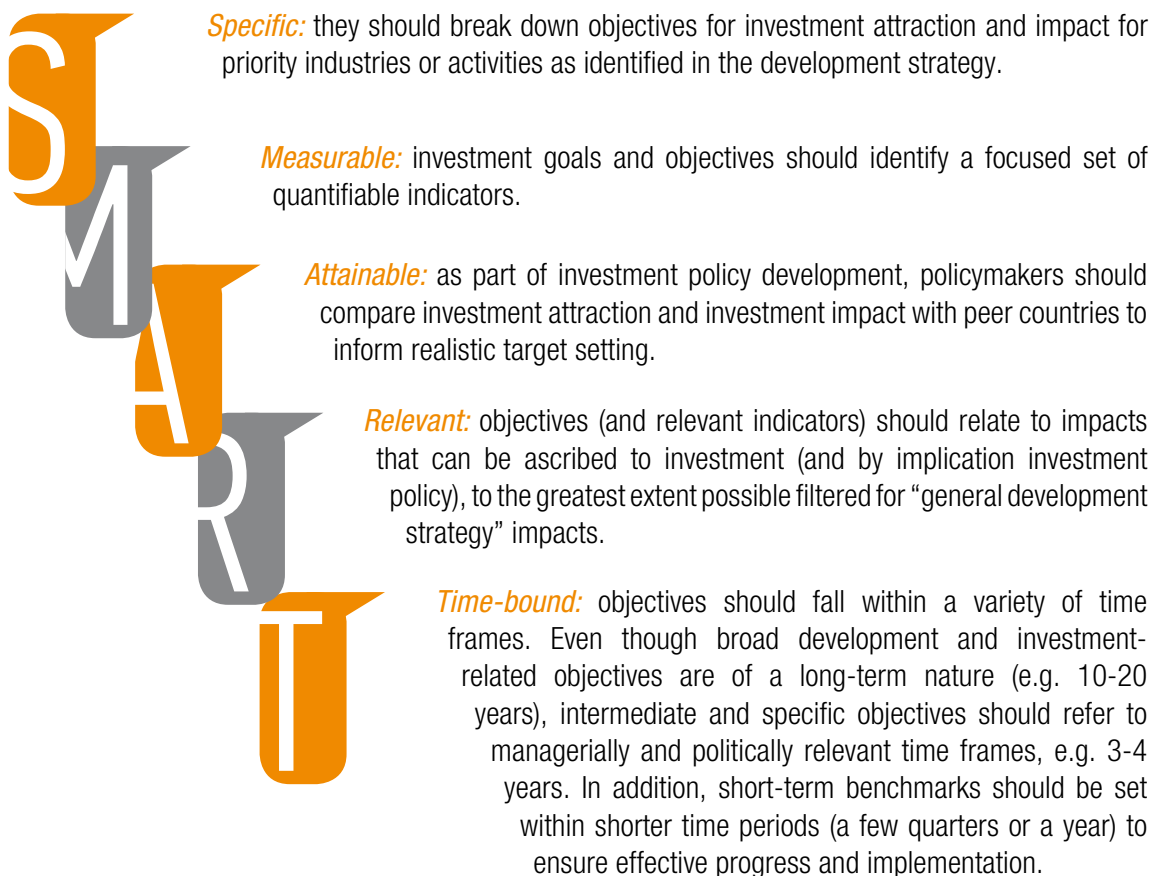 S
Specific: they should break down objectives for investment attraction and impact for
priority industries or activities as identified in the development strategy.
M
Measurable: investment goals and objectives should identify a focused set of
quantifiable indicators.
A
Attainable: as part of investment policy development, policymakers should
compare investment attraction and investment impact with peer countries to
inform realistic target setting.
R
Relevant: objectives (and relevant indicators) should relate to impacts
that can be ascribed to investment (and by implication investment
policy), to the greatest extent possible filtered for “general development
strategy” impacts.
T
Time-bound: objectives should fall within a variety of time
frames. Even though broad development and investment-
related objectives are of a long-term nature (e.g. 10-20
years), intermediate and specific objectives should refer to
managerially and politically relevant time frames, e.g. 3-4
years. In addition, short-term benchmarks should be set
within shorter time periods (a few quarters or a year) to
ensure effective progress and implementation.